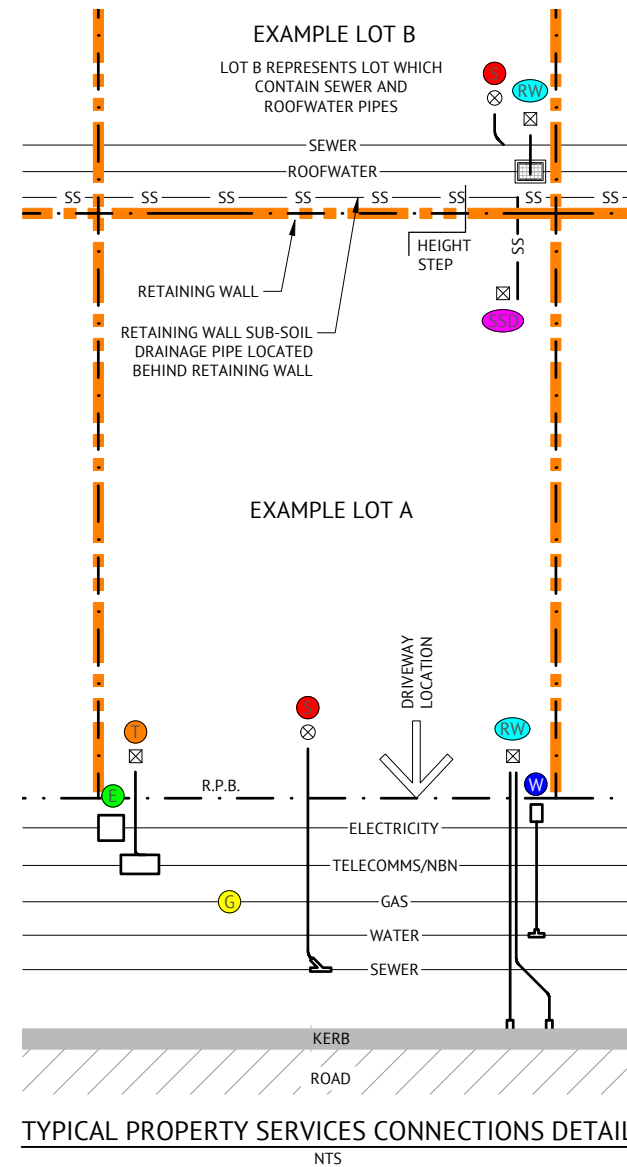 EXAMPLE LOT B
LOT B REPRESENTS LOT WHICH
CONTAIN SEWER AND
ROOFWATER PIPES
S
RW
SEWER
ROOFWATER
SS SS SS SS SS SS SS SS
HEIGHT
STEP
SS
RETAINING WALL
SSD
RETAINING WALL SUB-SOIL
DRAINAGE PIPE LOCATED
BEHIND RETAINING WALL
EXAMPLE LOT A
DRIVEWAY
LOCATION
S
T
RW
E
R.P.B.
W
ELECTRICITY
TELECOMMS/NBN
G
GAS
WATER
SEWER
KERB
ROAD
TYPICAL PROPERTY SERVICES CONNECTIONS DETAIL
NTS